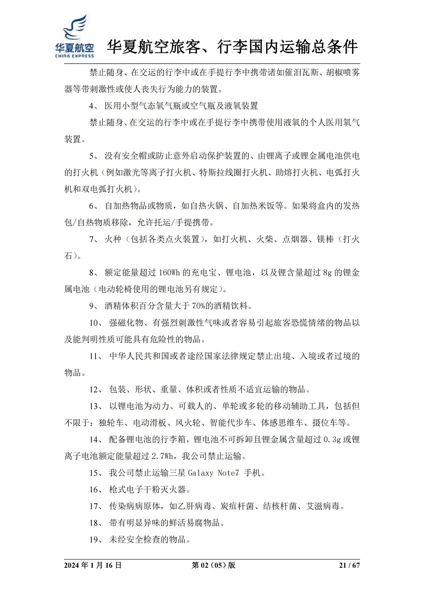 华夏航空
CHINA EXPRESS
华夏航空旅客、行李国内运输总条件
禁止随身、在交运的行李中或在手提行李中携带诸如催泪瓦斯、胡椒喷雾
器等带刺激性或使人丧失行为能力的装置。
4、 医用小型气态氧气瓶或空气瓶及液氧装置
禁止随身、在交运的行李中或在手提行李中携带使用液氧的个人医用氧气
装置。
5、 没有安全帽或防止意外启动保护装置的、由锂离子或锂金属电池供电
的打火机（例如激光等离子打火机、特斯拉线圈打火机、助熔打火机、电弧打火
机和双电弧打火机）。
6、 自加热物品或物质，如自热火锅、自加热米饭等。如果将盒内的发热
包/自热物质移除，允许托运/手提携带。
7、 火种（包括各类点火装置），如打火机、火柴、点烟器、镁棒（打火
石）。
8、 额定能量超过 160Wh 的充电宝、锂电池，以及锂含量超过 8g 的锂金
属电池（电动轮椅使用的锂电池另有规定）。
9、 酒精体积百分含量大于 70%的酒精饮料。
10、 强磁化物、有强烈刺激性气味或者容易引起旅客恐慌情绪的物品以
及能判明性质可能具有危险性的物品。
11、 中华人民共和国或者途经国家法律规定禁止出境、入境或者过境的
物品。
12、 包装、形状、重量、体积或者性质不适宜运输的物品。
13、 以锂电池为动力、可载人的、单轮或多轮的移动辅助工具，包括但
不限于：独轮车、电动滑板、风火轮、智能代步车、体感思维车、摄位车等。
14、 配备锂电池的行李箱，锂电池不可拆卸且锂金属含量超过 0.3g 或锂
离子电池额定能量超过 2.7Wh，我公司禁止运输。
15、 我公司禁止运输三星 Galaxy Note7 手机。
16、 枪式电子干粉灭火器。
17、 传染病病原体，如乙肝病毒、炭疽杆菌、结核杆菌、艾滋病毒。
18、 带有明显异味的鲜活易腐物品。
19、 未经安全检查的物品。
2024 年 1 月 16 日 第 02（05）版 21 / 67